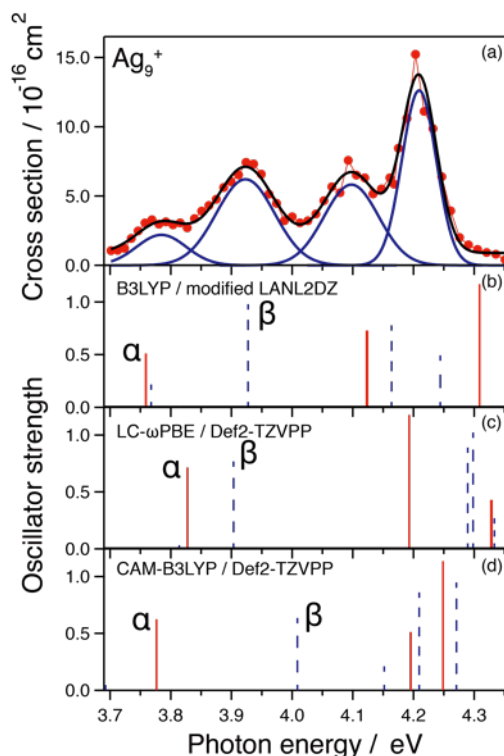 (a)
Ag₉⁺
Cross section / 10⁻¹⁶ cm²
15.0
10.0
5.0
0.0
(b)
B3LYP / modified LANL2DZ
α
β
1.0
0.5
0.0
(c)
LC-ωPBE / Def2-TZVPP
α
β
1.0
0.5
0.0
(d)
CAM-B3LYP / Def2-TZVPP
α
β
1.0
0.5
0.0
Oscillator strength
3.7 3.8 3.9 4.0 4.1 4.2 4.3
Photon energy / eV